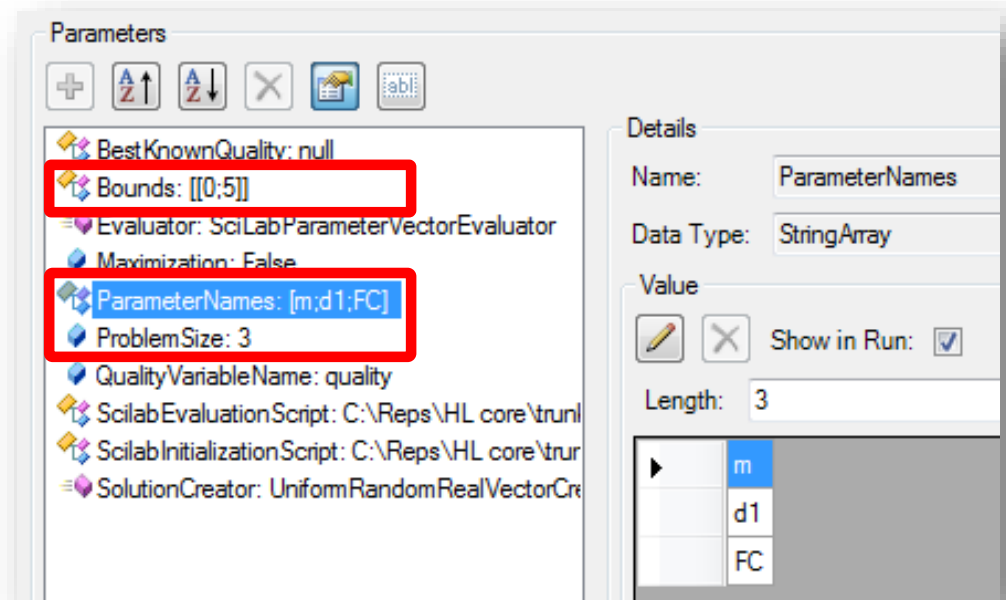 Parameters
BestKnownQuality: null
Bounds: [[0;5]]
Evaluator: SciLabParameterVectorEvaluator
Maximization: False
ParameterNames: [m;d1;FC]
ProblemSize: 3
QualityVariableName: quality
ScilabEvaluationScript: C:\Reps\HL core\trunk
ScilabInitializationScript: C:\Reps\HL core\trun
SolutionCreator: UniformRandomRealVectorCre
Details
Name: ParameterNames
Data Type: StringArray
Value
Show in Run:
Length: 3
m
d1
FC